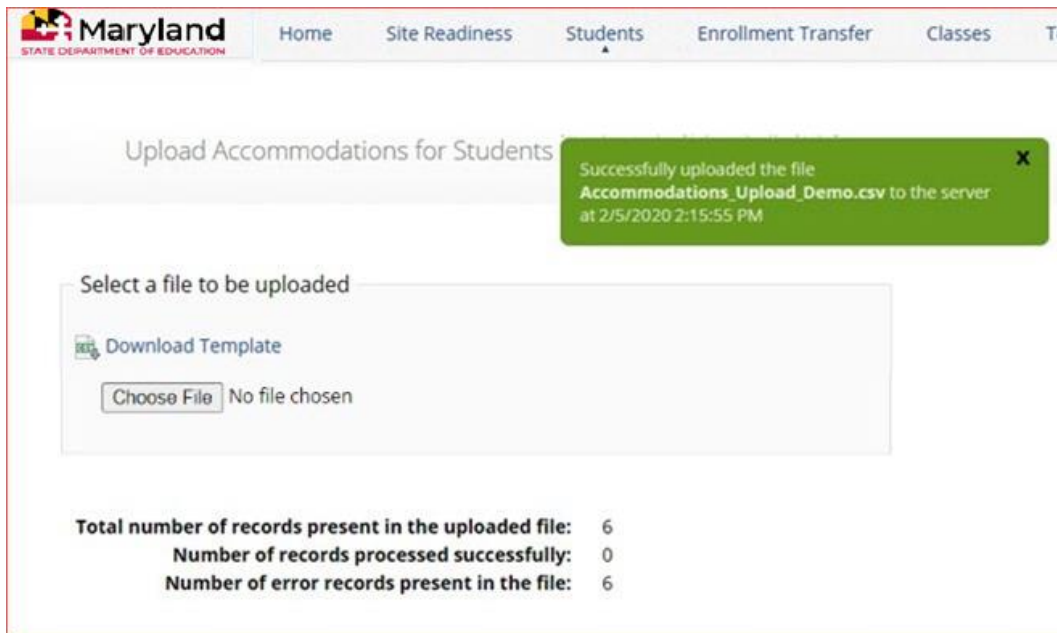 Maryland
STATE DEPARTMENT OF EDUCATION
Home Site Readiness Students Enrollment Transfer Classes
Upload Accommodations for Students
Successfully uploaded the file
Accommodations_Upload_Demo.csv to the server
at 2/5/2020 2:15:55 PM
X
Select a file to be uploaded
Download Template
Choose File No file chosen
Total number of records present in the uploaded file: 6
Number of records processed successfully: 0
Number of error records present in the file: 6